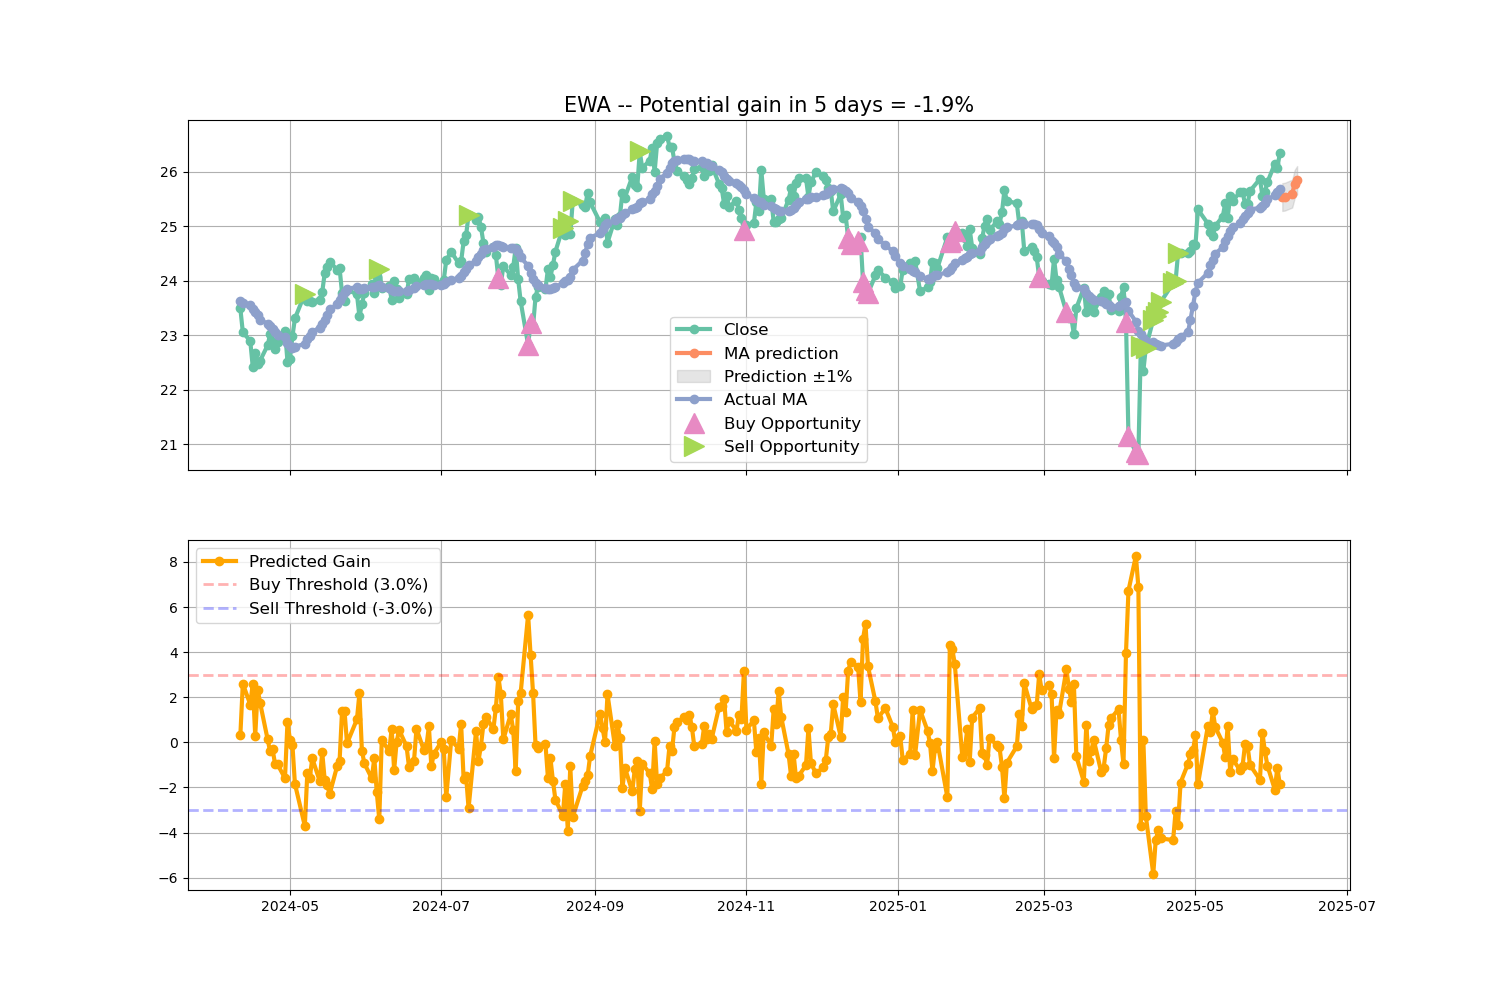 EWA -- Potential gain in 5 days = -1.9%
26
25
24
23
22
21
Close
MA prediction
Prediction ±1%
Actual MA
Buy Opportunity
Sell Opportunity
8
6
4
2
0
−2
−4
−6
Predicted Gain
Buy Threshold (3.0%)
Sell Threshold (-3.0%)
2024-05 2024-07 2024-09 2024-11 2025-01 2025-03 2025-05 2025-07